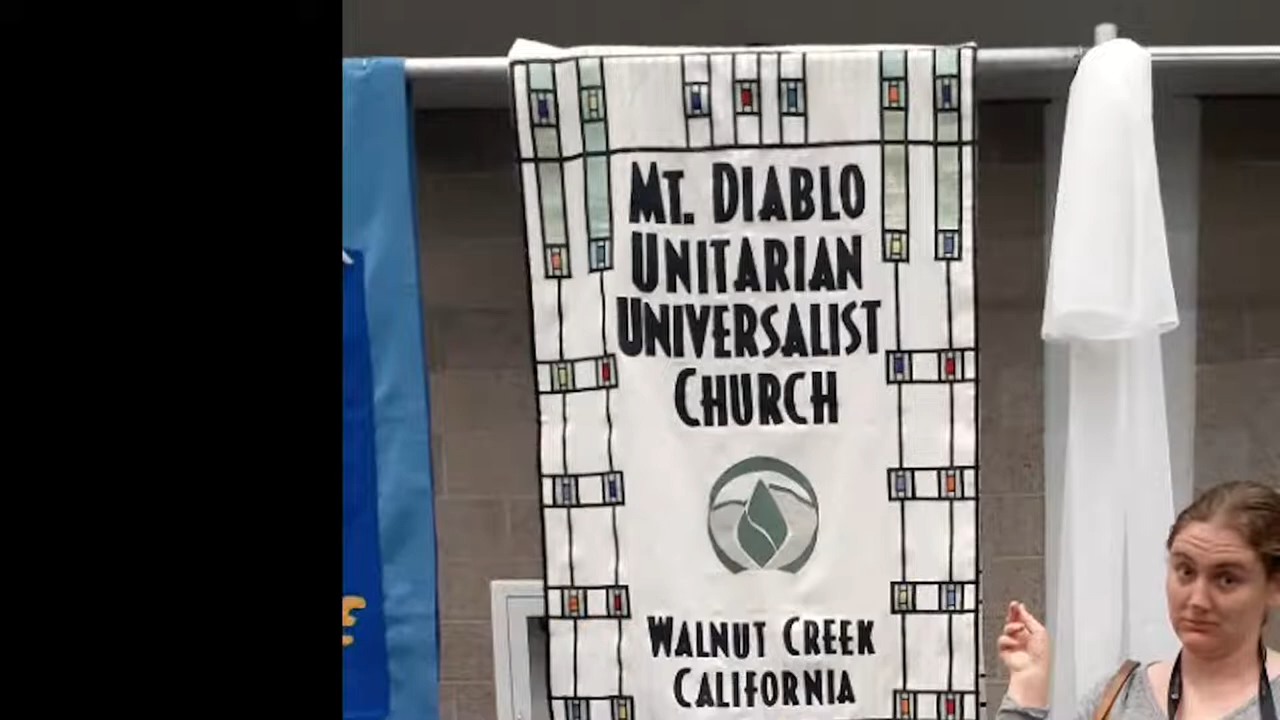 MT. DIABLO
UNITARIAN
UNIVERSALIST
CHURCH
WALNUT CREEK
CALIFORNIA